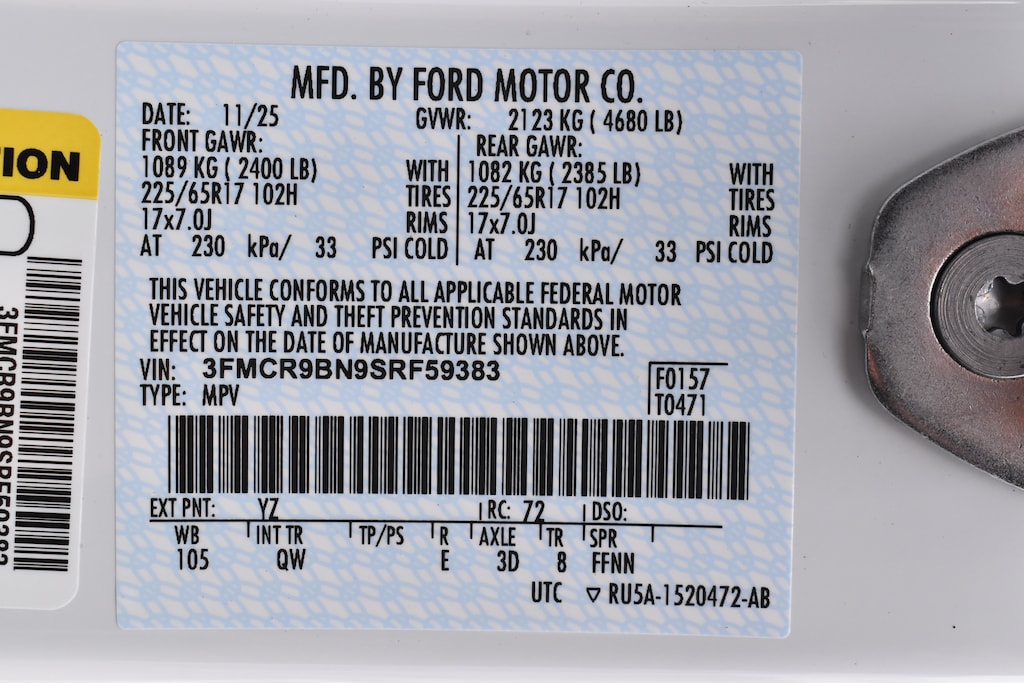 MFD. BY FORD MOTOR CO.
DATE: 11/25 GVWR: 2123 KG ( 4680 LB)
FRONT GAWR: REAR GAWR:
1089 KG ( 2400 LB) WITH 1082 KG ( 2385 LB) WITH
225/65R17 102H TIRES 225/65R17 102H TIRES
17x7.0J RIMS 17x7.0J RIMS
AT 230 kPa/ 33 PSI COLD AT 230 kPa/ 33 PSI COLD
THIS VEHICLE CONFORMS TO ALL APPLICABLE FEDERAL MOTOR
VEHICLE SAFETY AND THEFT PREVENTION STANDARDS IN
EFFECT ON THE DATE OF MANUFACTURE SHOWN ABOVE.
VIN: 3FMCR9BN9SRF59383
TYPE: MPV
F0157
T0471
EXT PNT: YZ RC: 72 DSO:
WB INT TR TP/PS R AXLE TR SPR
105 QW E 3D 8 FFNN
UTC ▽ RU5A-1520472-AB
TION
3FMCR9BN9SRF59383